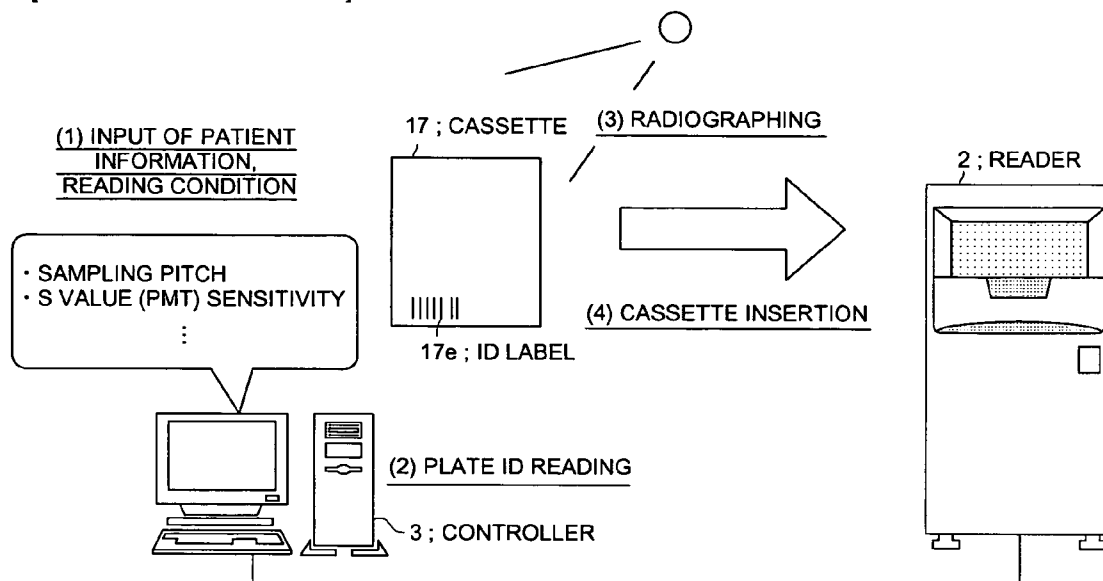 17 ; CASSETTE
(3) RADIOGRAPHING
(1) INPUT OF PATIENT
INFORMATION,
READING CONDITION
2 ; READER
・ SAMPLING PITCH
・ S VALUE (PMT) SENSITIVITY
⋮
(4) CASSETTE INSERTION
17e ; ID LABEL
(2) PLATE ID READING
3 ; CONTROLLER